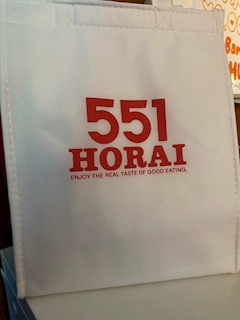 551
HORAI
ENJOY THE REAL TASTE OF GOOD EATING.